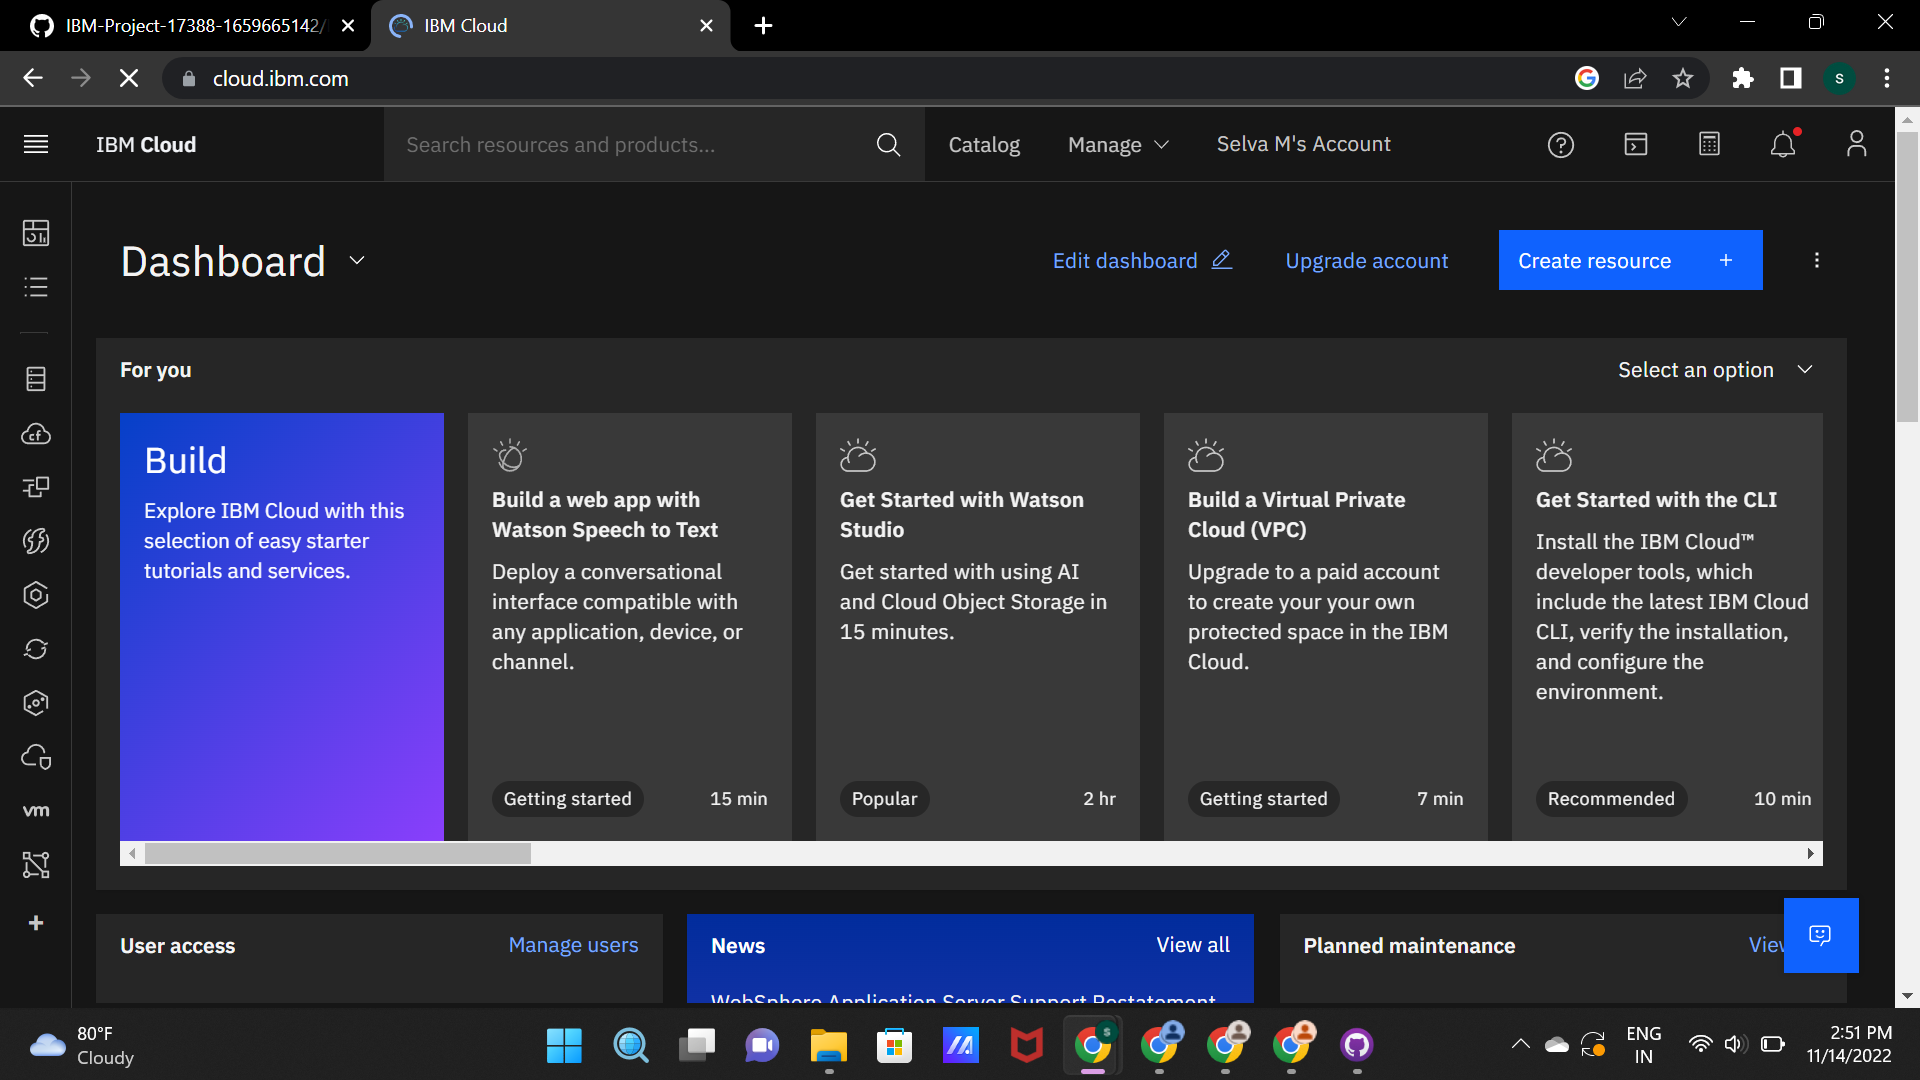 IBM-Project-17388-1659665142/
IBM Cloud
cloud.ibm.com
S
IBM Cloud
Search resources and products...
Catalog
Manage
Selva M's Account
Dashboard
Edit dashboard
Upgrade account
Create resource +
For you
Select an option
Build
Explore IBM Cloud with this
selection of easy starter
tutorials and services.
Build a web app with
Watson Speech to Text
Deploy a conversational
interface compatible with
any application, device, or
channel.
Getting started
15 min
Get Started with Watson
Studio
Get started with using AI
and Cloud Object Storage in
15 minutes.
Popular
2 hr
Build a Virtual Private
Cloud (VPC)
Upgrade to a paid account
to create your your own
protected space in the IBM
Cloud.
Getting started
7 min
Get Started with the CLI
Install the IBM Cloud™
developer tools, which
include the latest IBM Cloud
CLI, verify the installation,
and configure the
environment.
Recommended
10 min
cf
vm
User access
Manage users
News
View all
WebSphere Application Server Support Restatement
Planned maintenance
View
80°F
Cloudy
S
ENG
IN
2:51 PM
11/14/2022